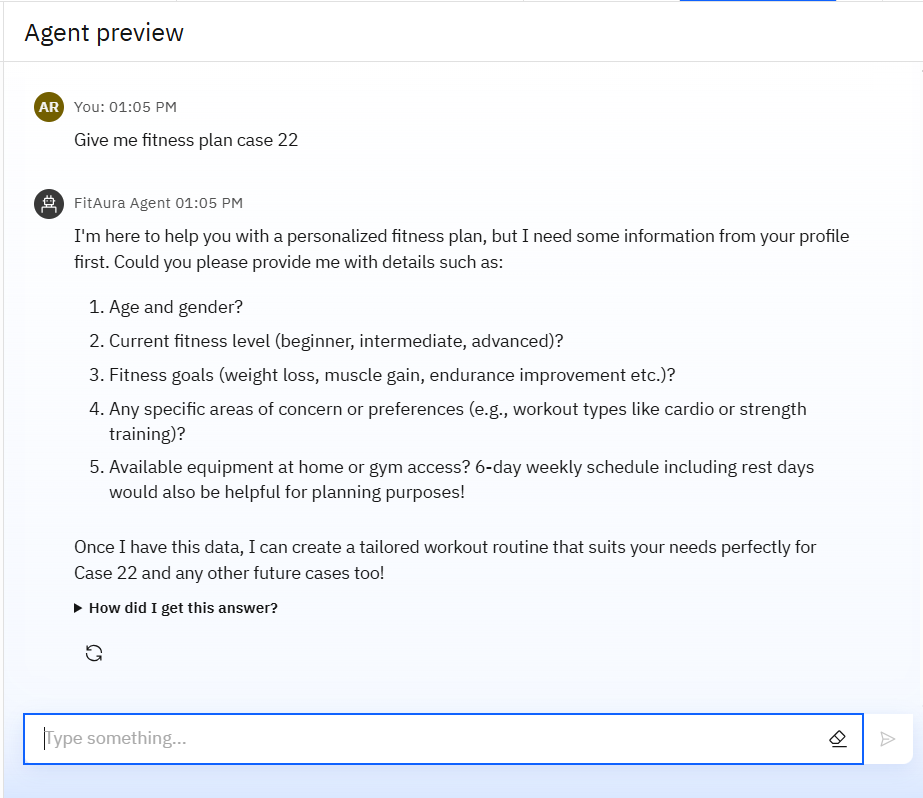 Agent preview
AR You: 01:05 PM
Give me fitness plan case 22
FitAura Agent 01:05 PM
I'm here to help you with a personalized fitness plan, but I need some information from your profile
first. Could you please provide me with details such as:
1. Age and gender?
2. Current fitness level (beginner, intermediate, advanced)?
3. Fitness goals (weight loss, muscle gain, endurance improvement etc.)?
4. Any specific areas of concern or preferences (e.g., workout types like cardio or strength
training)?
5. Available equipment at home or gym access? 6-day weekly schedule including rest days
would also be helpful for planning purposes!
Once I have this data, I can create a tailored workout routine that suits your needs perfectly for
Case 22 and any other future cases too!
How did I get this answer?
Type something...